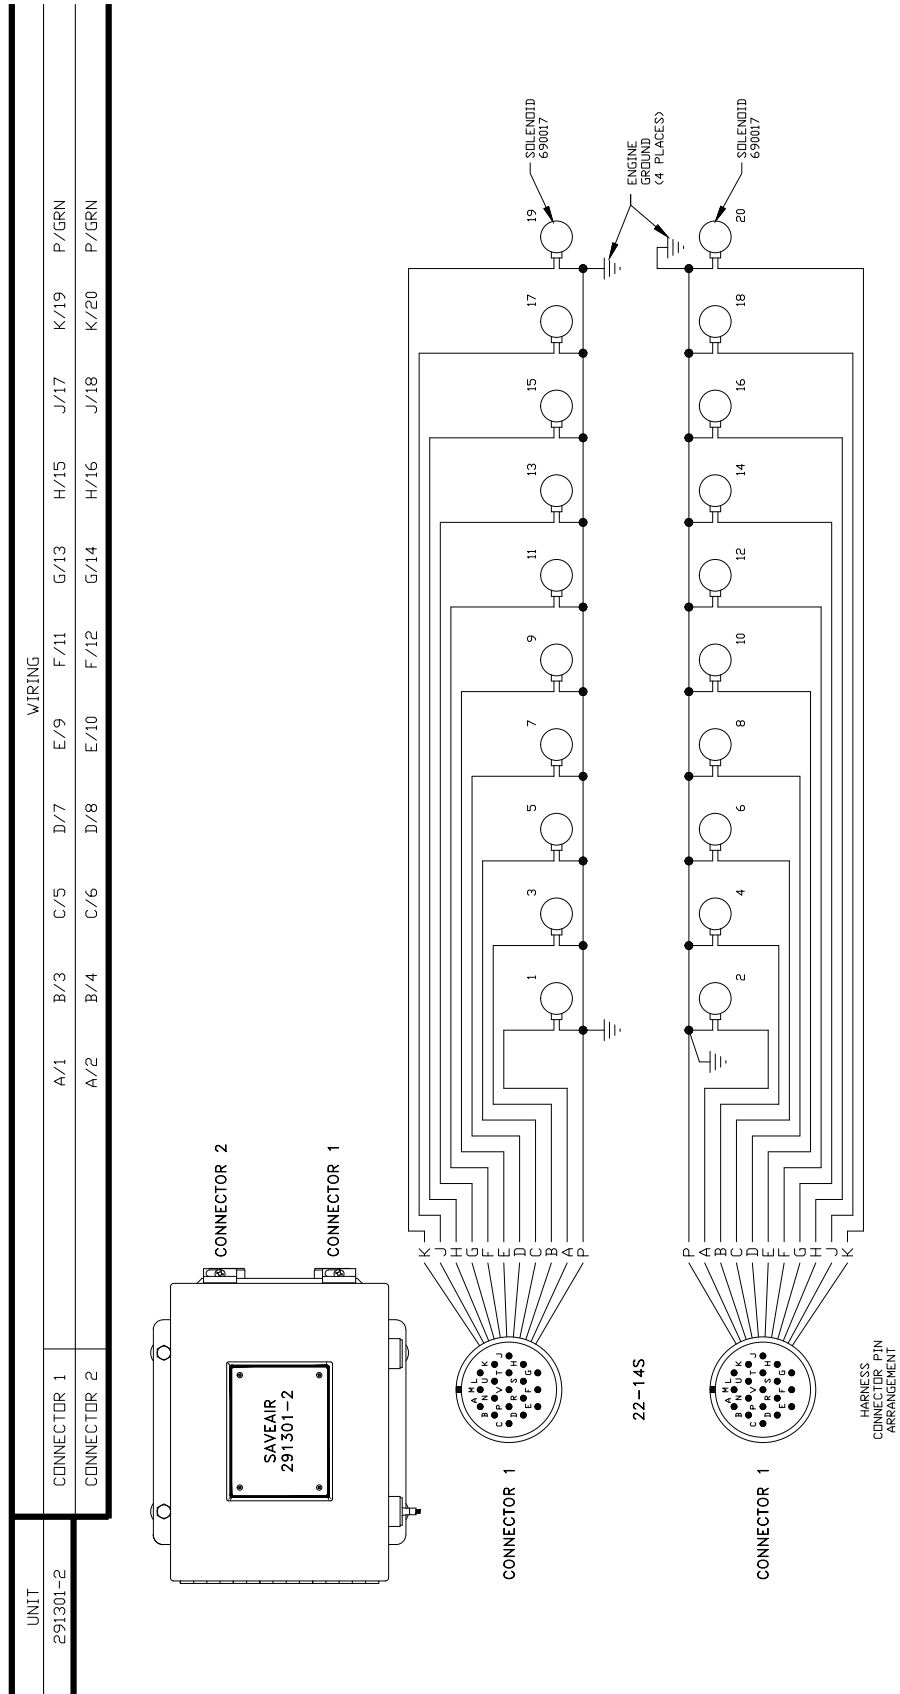 UNIT WIRING
291301-2 CONNECTOR 1 A/1 B/3 C/5 D/7 E/9 F/11 G/13 H/15 J/17 K/19 P/GRN
CONNECTOR 2 A/2 B/4 C/6 D/8 E/10 F/12 G/14 H/16 J/18 K/20 P/GRN
CONNECTOR 2
CONNECTOR 1
SAVEAIR
291301-2
K
J
H
G
F
E
D
C
B
A
P
1 3 5 7 9 11 13 15 17 19
SOLENOID
690017
CONNECTOR 1
A M L
B N U K
C P V T J
D R S H
E F G
ENGINE
GROUND
(4 PLACES)
22-14S
P
A
B
C
D
E
F
G
H
J
K
2 4 6 8 10 12 14 16 18 20
SOLENOID
690017
CONNECTOR 1
A M L
B N U K
C P V T J
D R S H
E F G
HARNESS
CONNECTOR PIN
ARRANGEMENT